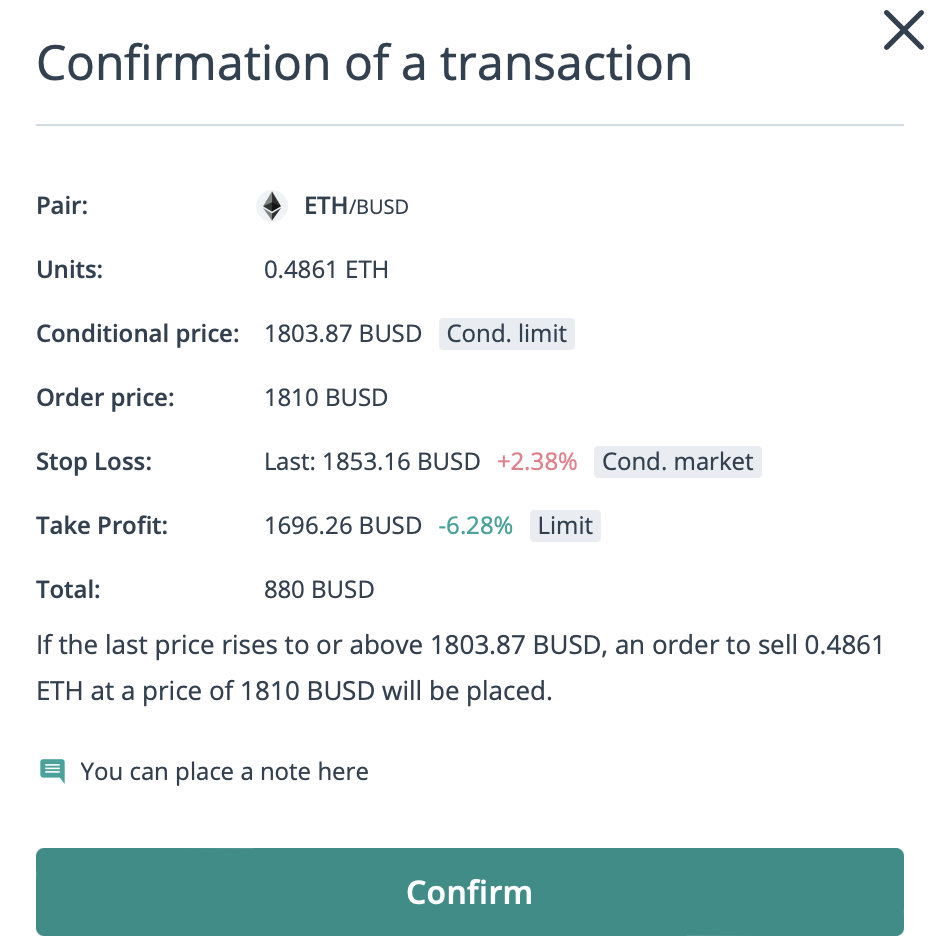 Confirmation of a transaction
Pair: ETH/BUSD
Units: 0.4861 ETH
Conditional price: 1803.87 BUSD Cond. limit
Order price: 1810 BUSD
Stop Loss: Last: 1853.16 BUSD +2.38% Cond. market
Take Profit: 1696.26 BUSD -6.28% Limit
Total: 880 BUSD
If the last price rises to or above 1803.87 BUSD, an order to sell 0.4861
ETH at a price of 1810 BUSD will be placed.
You can place a note here
Confirm